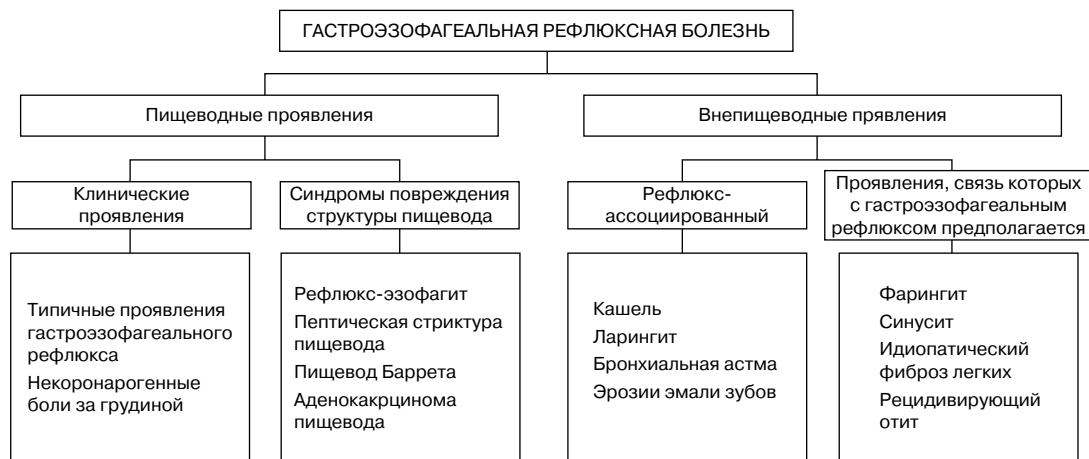 ГАСТРОЭЗОФАГЕАЛЬНАЯ РЕФЛЮКСНАЯ БОЛЕЗНЬ
Пищеводные проявления
Внепищеводные прявления
Клинические
проявления
Синдромы повреждения
структуры пищевода
Рефлюкс-
ассоциированный
Проявления, связь которых
с гастроэзофагеальным
рефлюксом предполагается
Типичные проявления
гастроэзофагеального
рефлюкса
Некоронарогенные
боли за грудиной
Рефлюкс-эзофагит
Пептическая стриктура
пищевода
Пищевод Баррета
Аденокакрцинома
пищевода
Кашель
Ларингит
Бронхиальная астма
Эрозии эмали зубов
Фарингит
Синусит
Идиопатический
фиброз легких
Рецидивирующий
отит